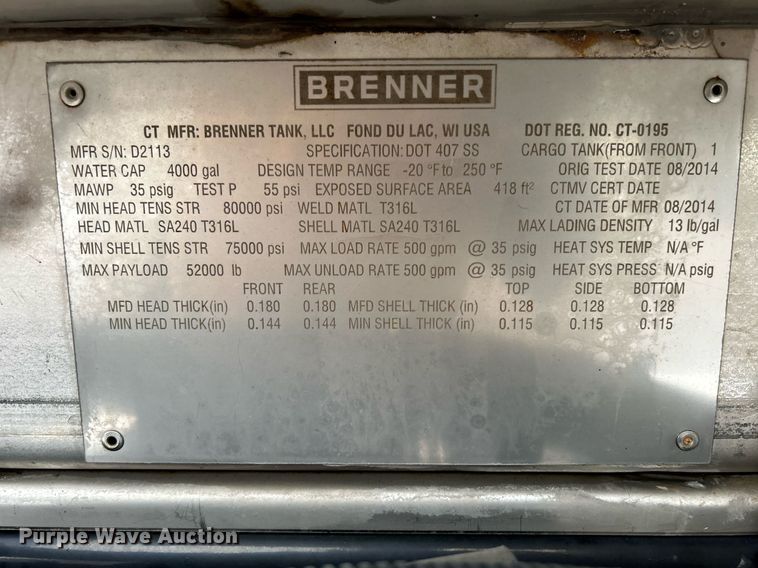 BRENNER
CT MFR: BRENNER TANK, LLC FOND DU LAC, WI USA DOT REG. NO. CT-0195
MFR S/N: D2113 SPECIFICATION: DOT 407 SS CARGO TANK(FROM FRONT) 1
WATER CAP 4000 gal DESIGN TEMP RANGE -20 °F to 250 °F ORIG TEST DATE 08/2014
MAWP 35 psig TEST P 55 psi EXPOSED SURFACE AREA 418 ft² CTMV CERT DATE
MIN HEAD TENS STR 80000 psi WELD MATL T316L CT DATE OF MFR 08/2014
HEAD MATL SA240 T316L SHELL MATL SA240 T316L MAX LADING DENSITY 13 lb/gal
MIN SHELL TENS STR 75000 psi MAX LOAD RATE 500 gpm @ 35 psig HEAT SYS TEMP N/A °F
MAX PAYLOAD 52000 lb MAX UNLOAD RATE 500 gpm @ 35 psig HEAT SYS PRESS N/A psig
FRONT REAR TOP SIDE BOTTOM
MFD HEAD THICK(in) 0.180 0.180 MFD SHELL THICK (in) 0.128 0.128 0.128
MIN HEAD THICK(in) 0.144 0.144 MIN SHELL THICK (in) 0.115 0.115 0.115
Purple Wave Auction